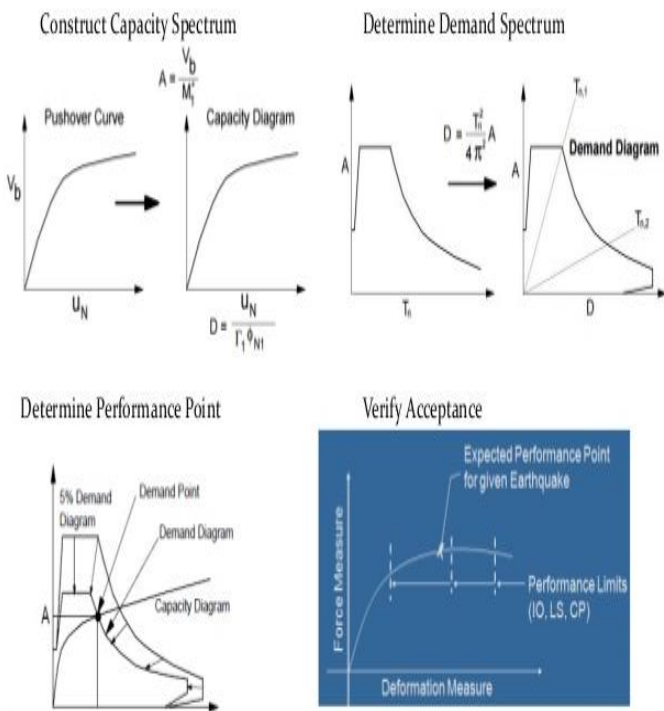 Construct Capacity Spectrum
A = V_b / M_1^*
Pushover Curve
Capacity Diagram
V_b
U_N
U_N
D = U_N / Γ_1 Φ_N1
Determine Demand Spectrum
T_n,1
D = T_n^2 / 4π^2 A
Demand Diagram
A
A
T_n,2
T_n
D
Determine Performance Point
5% Demand
Diagram
Demand Point
Demand Diagram
A
Capacity Diagram
Verify Acceptance
Expected Performance Point
for given Earthquake
Force Measure
Performance Limits
(IO, LS, CP)
Deformation Measure